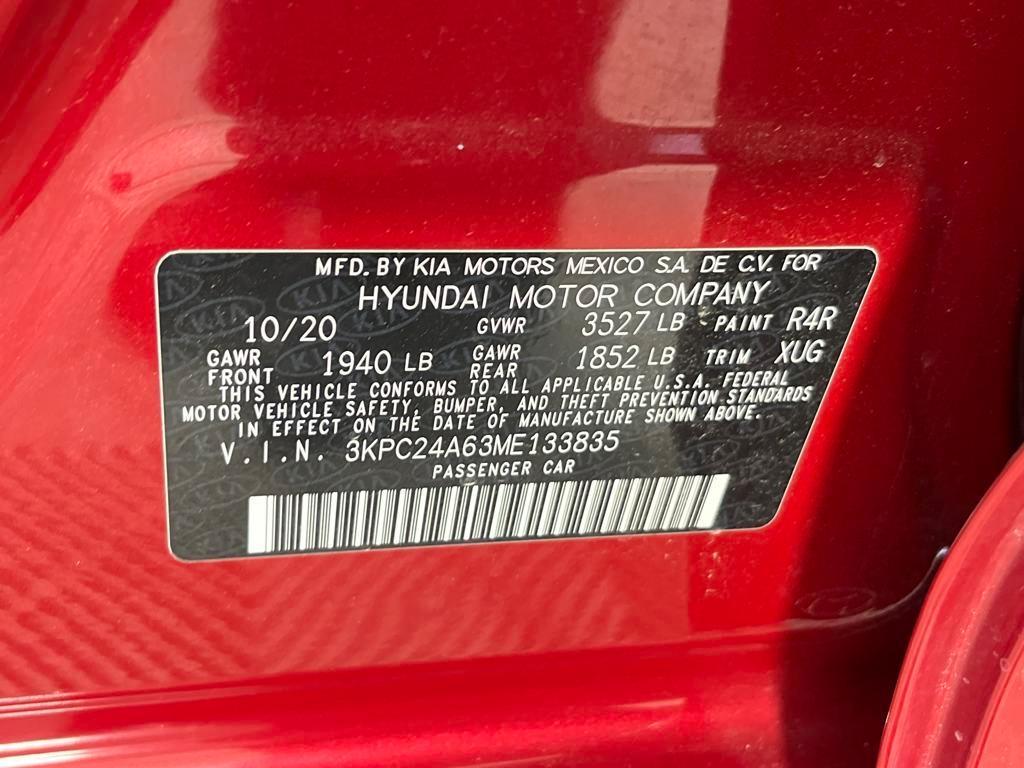 MFD. BY KIA MOTORS MEXICO S.A. DE C.V. FOR
HYUNDAI MOTOR COMPANY
10/20 GVWR 3527 LB PAINT R4R
GAWR FRONT 1940 LB GAWR REAR 1852 LB TRIM XUG
THIS VEHICLE CONFORMS TO ALL APPLICABLE U.S.A. FEDERAL
MOTOR VEHICLE SAFETY, BUMPER, AND THEFT PREVENTION STANDARDS
IN EFFECT ON THE DATE OF MANUFACTURE SHOWN ABOVE.
V.I.N. 3KPC24A63ME133835
PASSENGER CAR